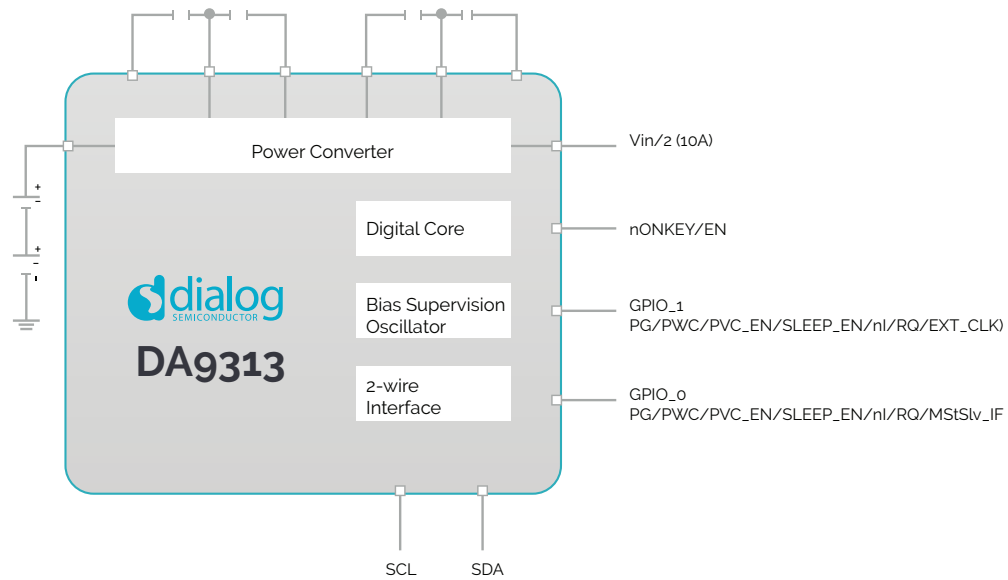 Power Converter
Vin/2 (10A)
Digital Core
nONKEY/EN
dialog
SEMICONDUCTOR
DA9313
Bias Supervision
Oscillator
GPIO_1
PG/PWC/PVC_EN/SLEEP_EN/nI/RQ/EXT_CLK)
2-wire
Interface
GPIO_0
PG/PWC/PVC_EN/SLEEP_EN/nI/RQ/MStSlv_IF
SCL
SDA
+
–
+
–
-